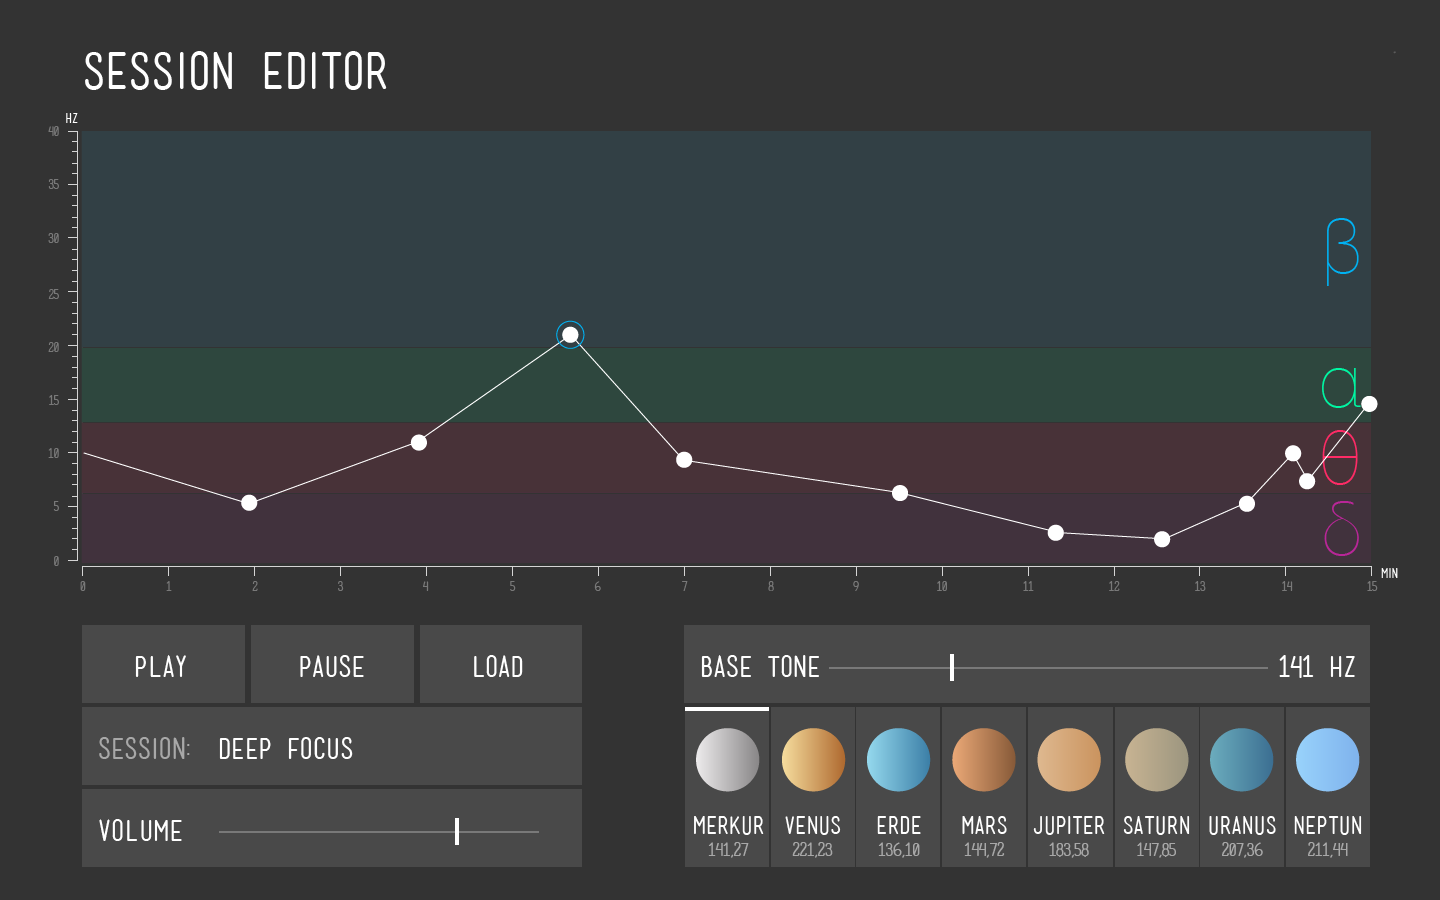 SESSION EDITOR
HZ
40
35
30
25
20
15
10
5
0
β
α
θ
δ
0 1 2 3 4 5 6 7 8 9 10 11 12 13 14 15
MIN
PLAY PAUSE LOAD
SESSION: DEEP FOCUS
VOLUME
BASE TONE 141 HZ
MERKUR VENUS ERDE MARS JUPITER SATURN URANUS NEPTUN
141,27 221,23 136,10 144,72 183,58 147,85 207,36 211,44